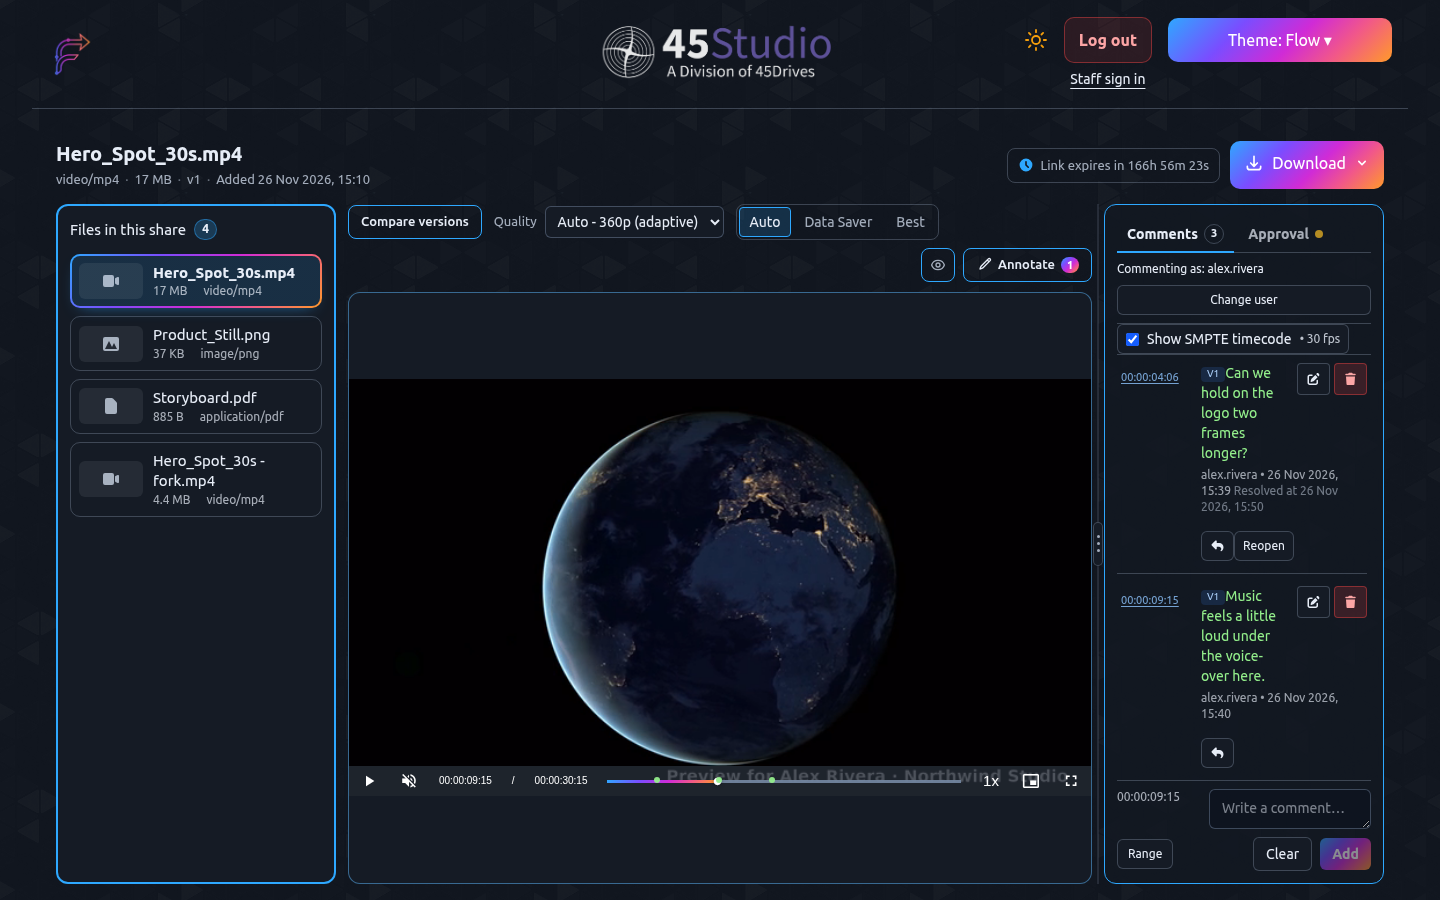 45Studio
A Division of 45Drives
Log out
Staff sign in
Theme: Flow ▾
Hero_Spot_30s.mp4
video/mp4 · 17 MB · v1 · Added 26 Nov 2026, 15:10
Link expires in 166h 56m 23s
Download
Files in this share 4
Hero_Spot_30s.mp4
17 MB video/mp4
Product_Still.png
37 KB image/png
Storyboard.pdf
885 B application/pdf
Hero_Spot_30s -
fork.mp4
4.4 MB video/mp4
Compare versions
Quality
Auto - 360p (adaptive)
Auto
Data Saver
Best
Annotate 1
Preview for Alex Rivera · Northwind Studio
00:00:09:15 / 00:00:30:15
1x
Comments 3
Approval
Commenting as: alex.rivera
Change user
Show SMPTE timecode • 30 fps
00:00:04:06
V1 Can we
hold on the
logo two
frames
longer?
alex.rivera • 26 Nov 2026,
15:39 Resolved at 26 Nov
2026, 15:50
Reopen
00:00:09:15
V1 Music
feels a little
loud under
the voice-
over here.
alex.rivera • 26 Nov 2026,
15:40
00:00:09:15
Write a comment...
Range
Clear
Add